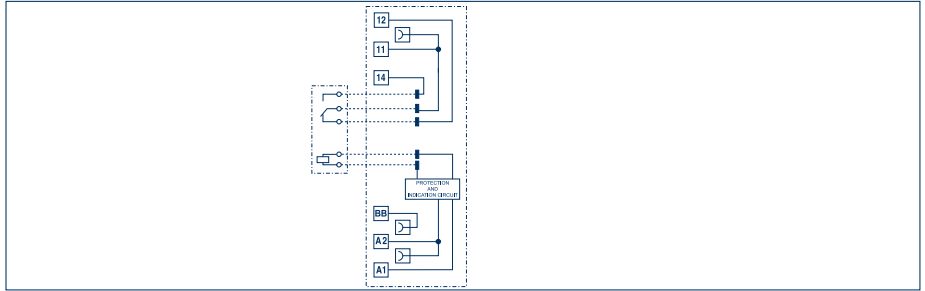 12
11
14
PROTECTION
AND
INDICATION CIRCUIT
BB
A2
A1